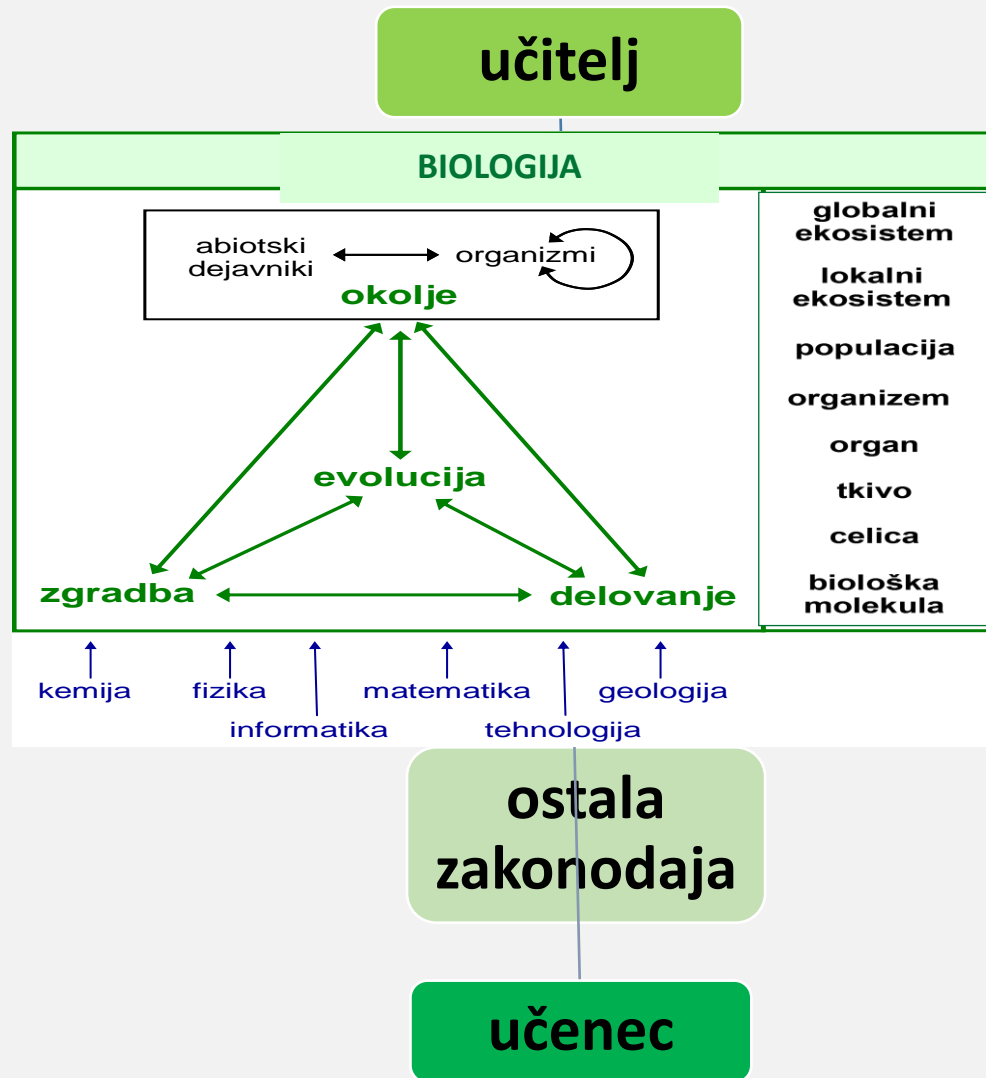 učitelj
BIOLOGIJA
abiotski
dejavniki
organizmi
okolje
evolucija
zgradba
delovanje
globalni
ekosistem
lokalni
ekosistem
populacija
organizem
organ
tkivo
celica
biološka
molekula
kemija
fizika
matematika
geologija
informatika
tehnologija
ostala
zakonodaja
učenec